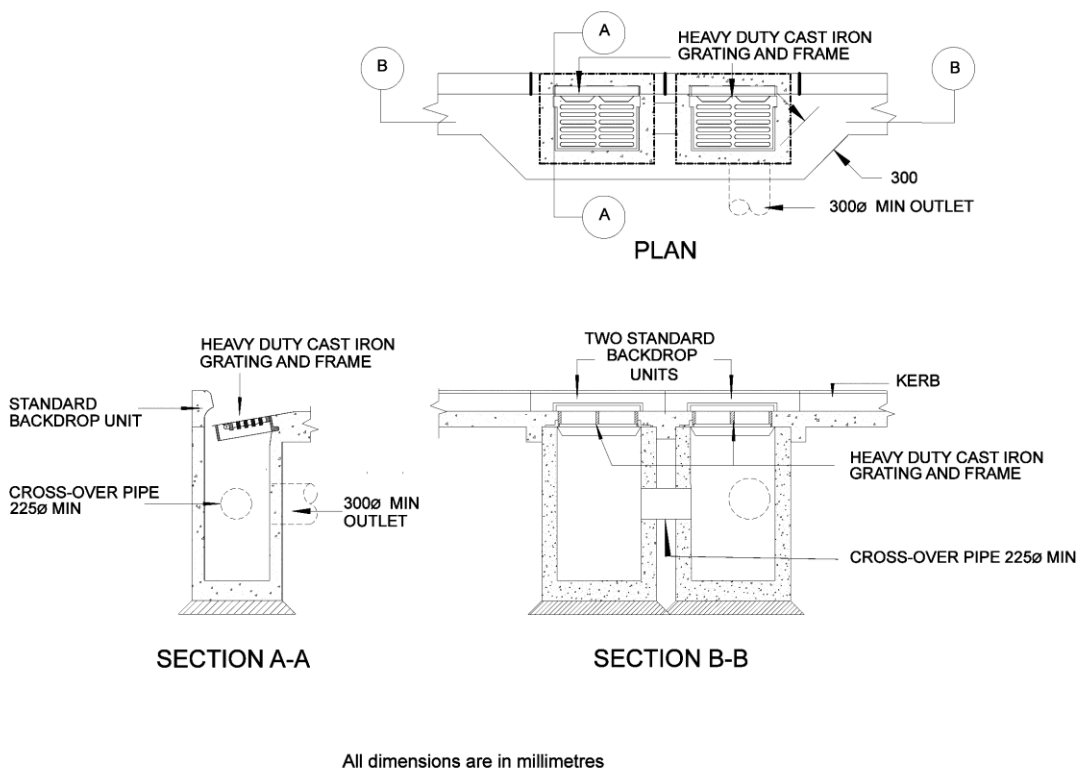 A
HEAVY DUTY CAST IRON
GRATING AND FRAME
B
B
300
A
300ø MIN OUTLET
PLAN
HEAVY DUTY CAST IRON
GRATING AND FRAME
STANDARD
BACKDROP UNIT
CROSS-OVER PIPE
225ø MIN
300ø MIN
OUTLET
SECTION A-A
TWO STANDARD
BACKDROP
UNITS
KERB
HEAVY DUTY CAST IRON
GRATING AND FRAME
CROSS-OVER PIPE 225ø MIN
SECTION B-B
All dimensions are in millimetres